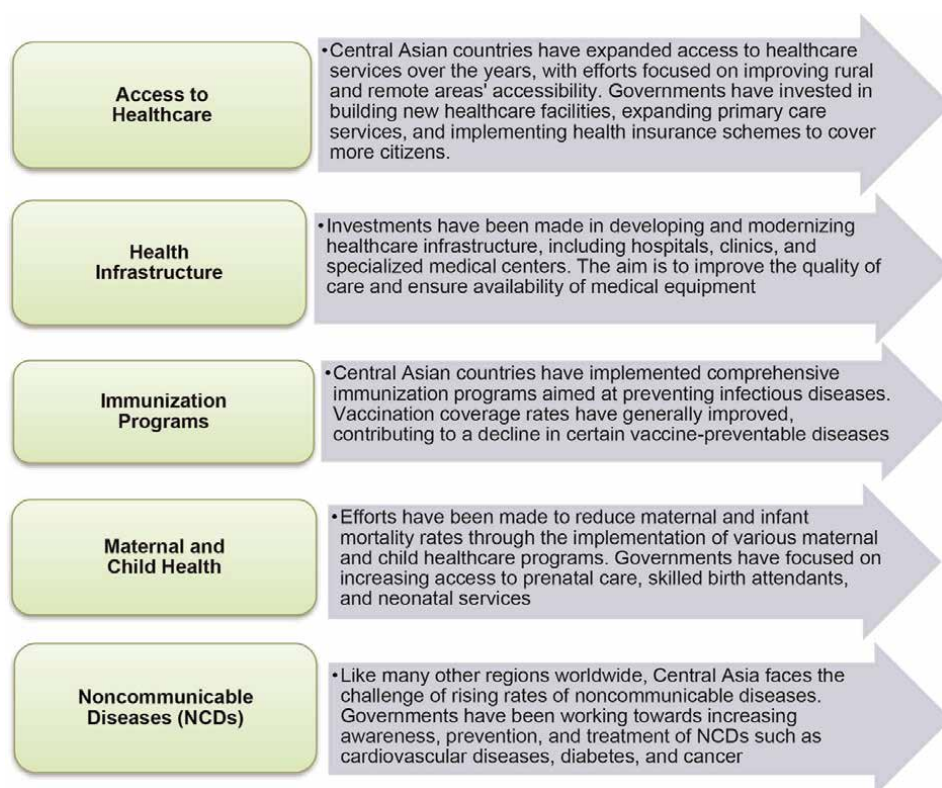 Access to
Healthcare
•Central Asian countries have expanded access to healthcare
services over the years, with efforts focused on improving rural
and remote areas' accessibility. Governments have invested in
building new healthcare facilities, expanding primary care
services, and implementing health insurance schemes to cover
more citizens.
Health
Infrastructure
•Investments have been made in developing and modernizing
healthcare infrastructure, including hospitals, clinics, and
specialized medical centers. The aim is to improve the quality of
care and ensure availability of medical equipment
Immunization
Programs
•Central Asian countries have implemented comprehensive
immunization programs aimed at preventing infectious diseases.
Vaccination coverage rates have generally improved,
contributing to a decline in certain vaccine-preventable diseases
Maternal and
Child Health
•Efforts have been made to reduce maternal and infant
mortality rates through the implementation of various maternal
and child healthcare programs. Governments have focused on
increasing access to prenatal care, skilled birth attendants,
and neonatal services
Noncommunicable
Diseases (NCDs)
•Like many other regions worldwide, Central Asia faces the
challenge of rising rates of noncommunicable diseases.
Governments have been working towards increasing
awareness, prevention, and treatment of NCDs such as
cardiovascular diseases, diabetes, and cancer